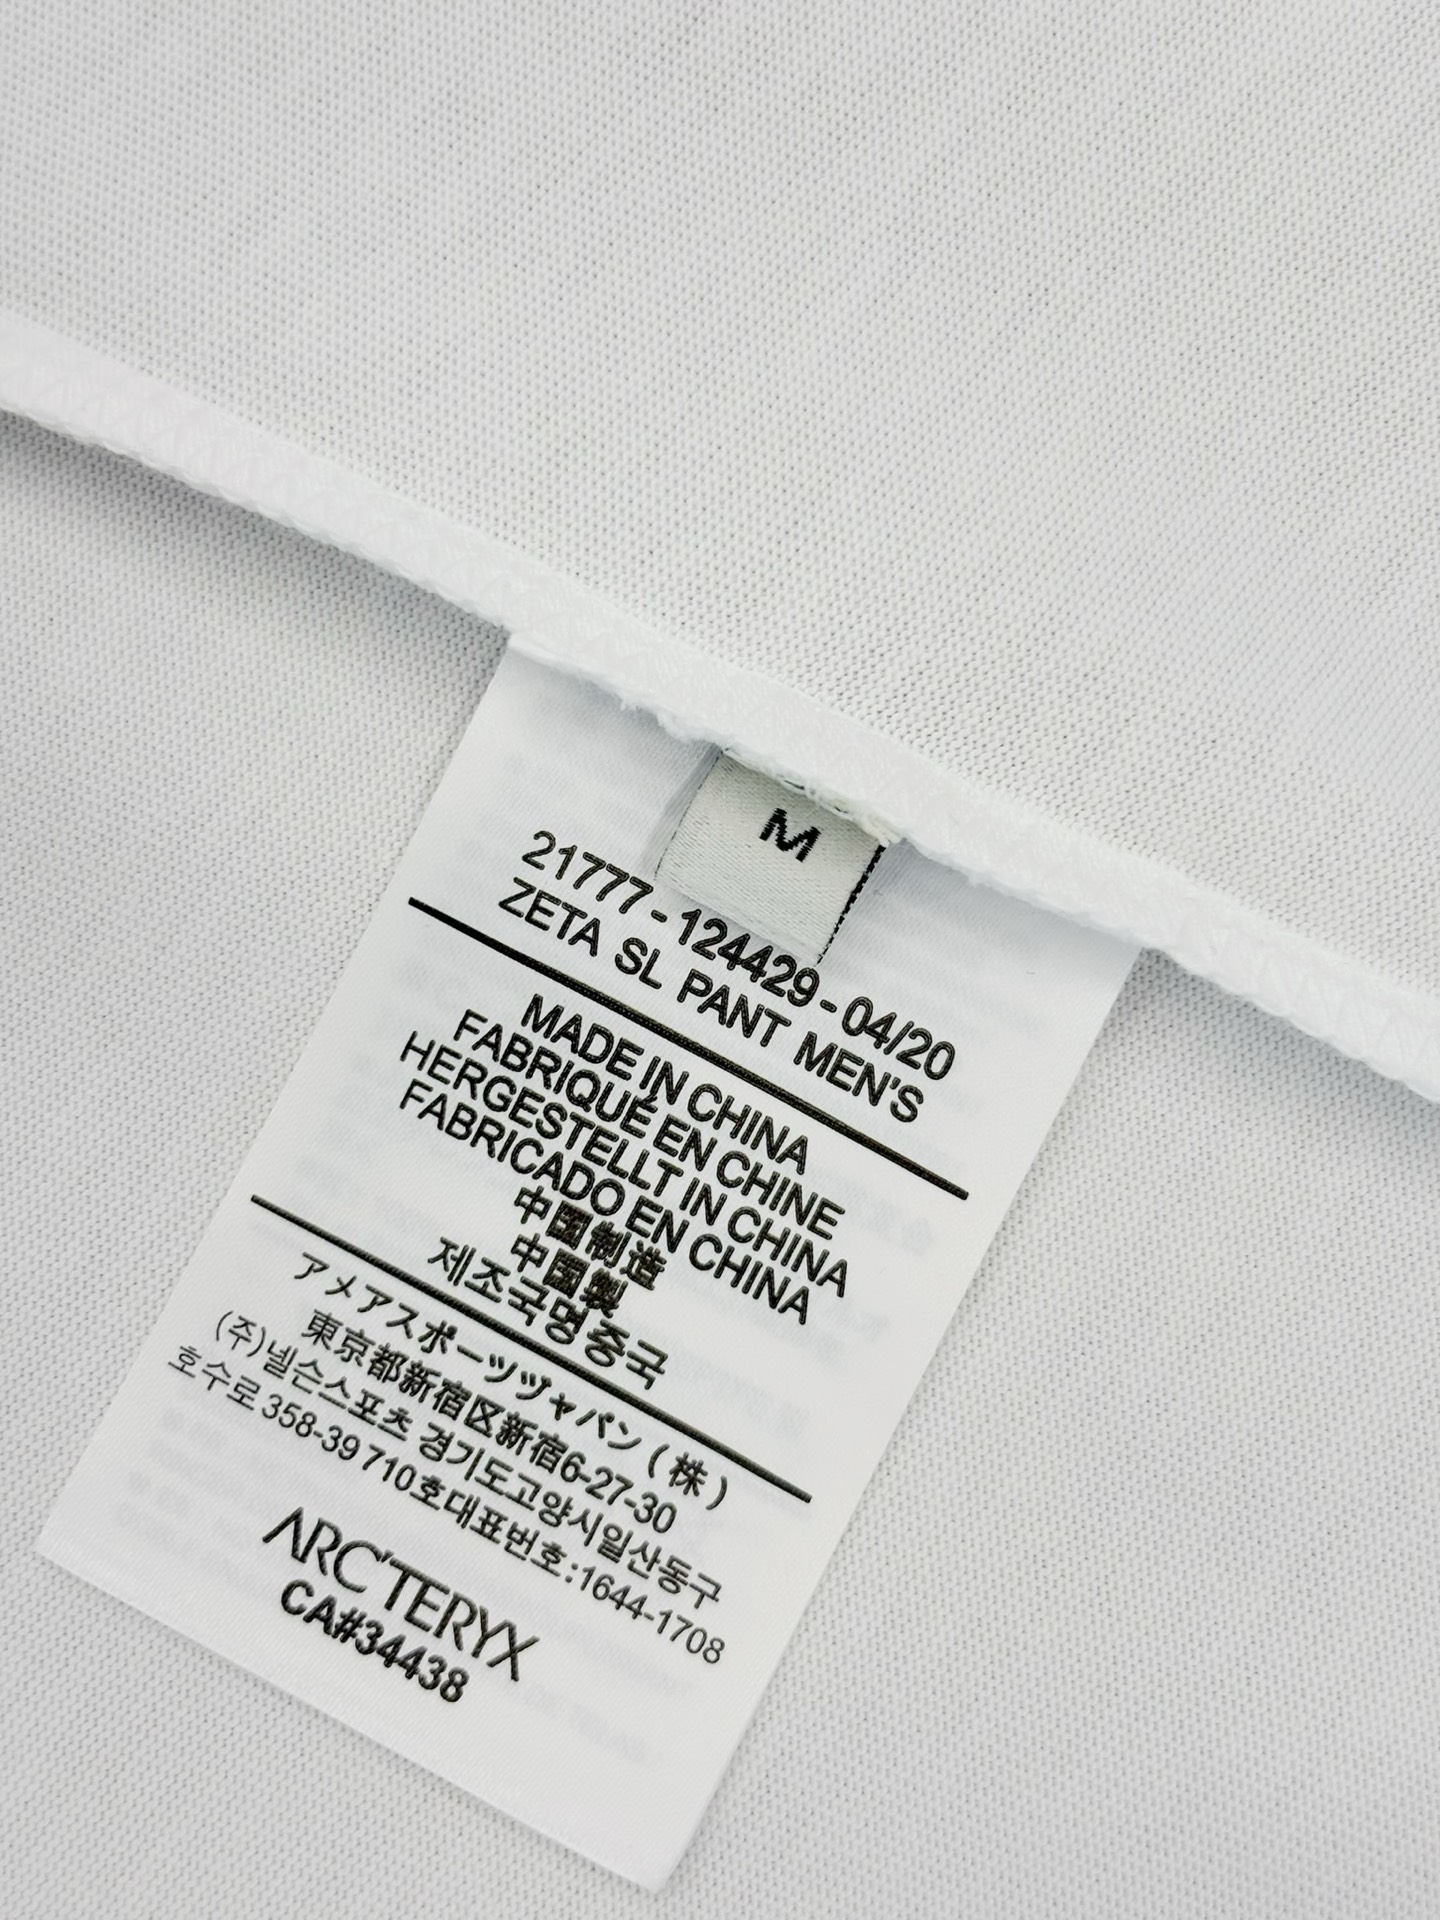 M
21777 - 124429 - 04/20
ZETA SL PANT MEN'S
MADE IN CHINA
FABRIQUÉ EN CHINE
HERGESTELLT IN CHINA
FABRICADO EN CHINA
中国制造
中国製
제조국명 중국
アメアスポーツヅャパン (株)
東京都新宿区新宿6-27-30
(주)넬슨스포츠 경기도고양시일산동구
호수로 358-39 710호대표번호:1644-1708
ARC'TERYX
CA#34438